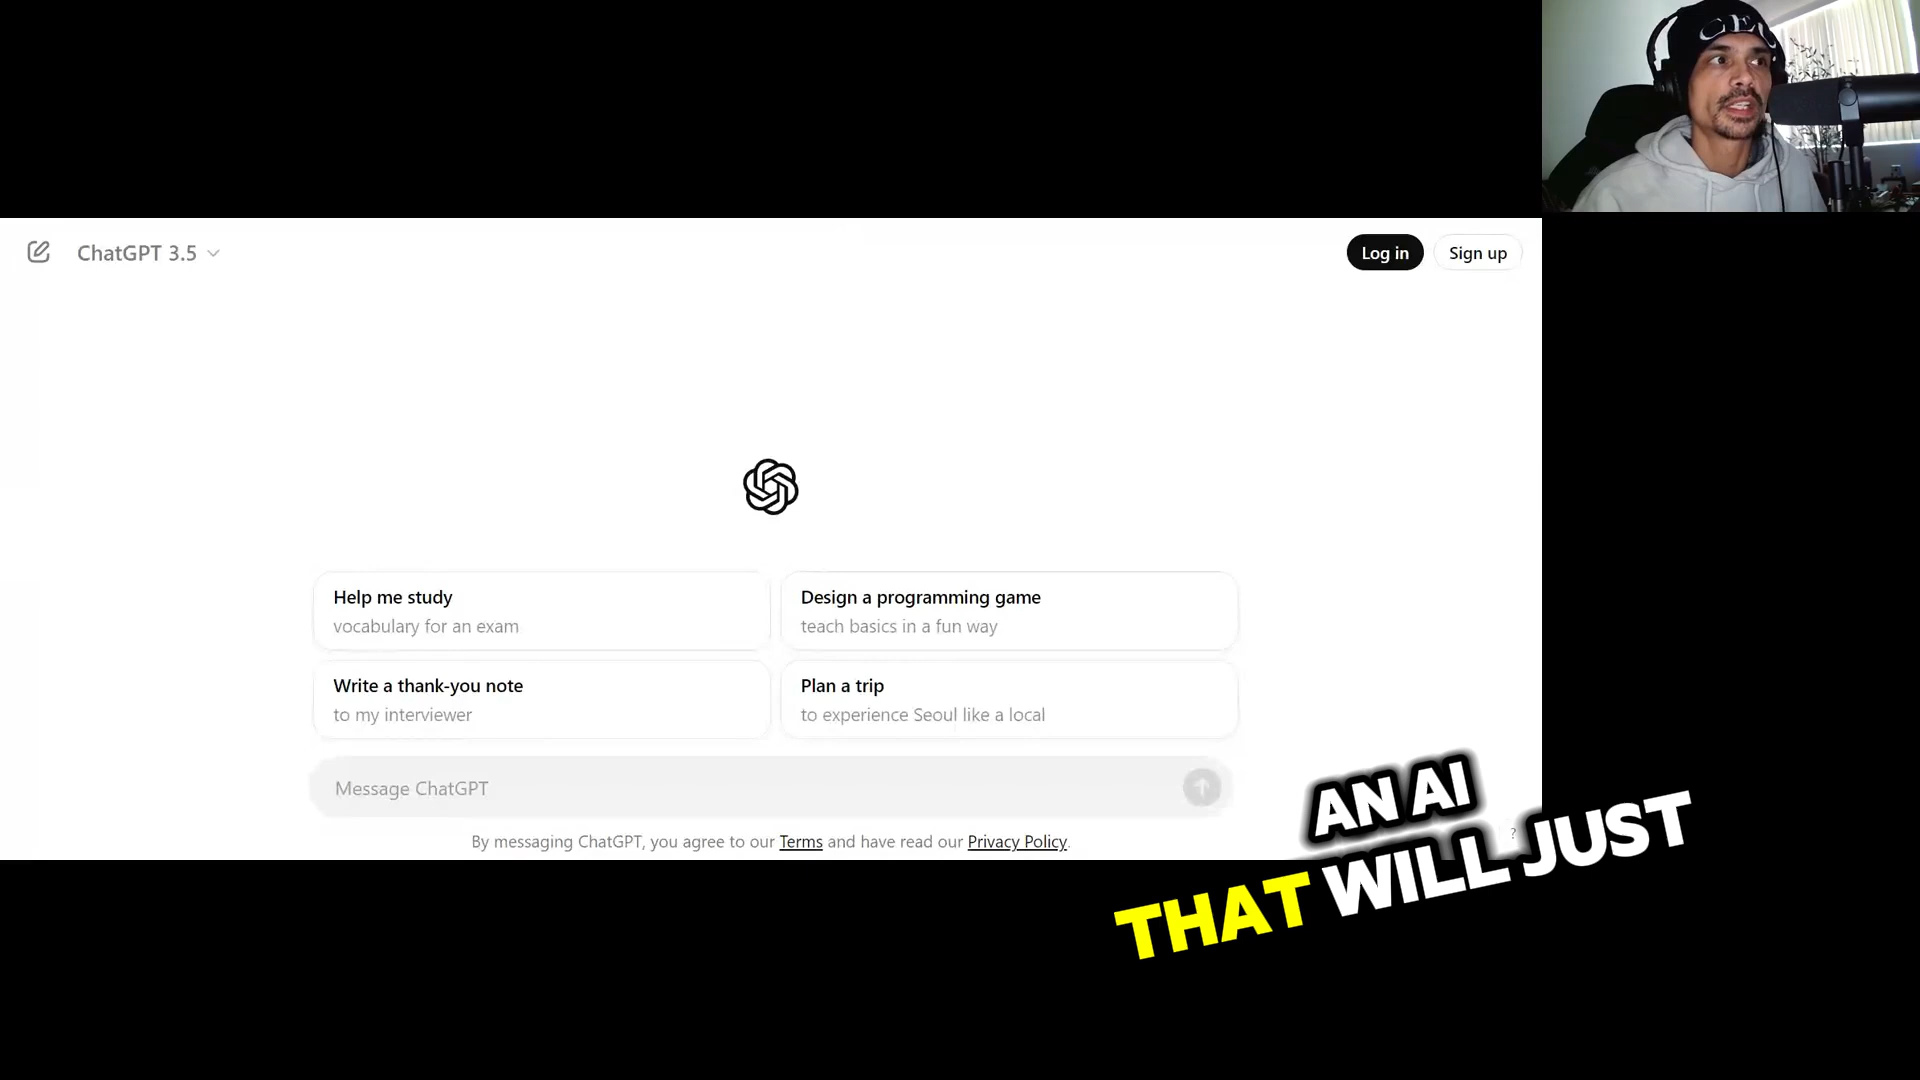 CEO
ChatGPT 3.5
Log in
Sign up
Help me study
vocabulary for an exam
Design a programming game
teach basics in a fun way
Write a thank-you note
to my interviewer
Plan a trip
to experience Seoul like a local
Message ChatGPT
By messaging ChatGPT, you agree to our Terms and have read our Privacy Policy.
?
AN AI
THAT WILL JUST